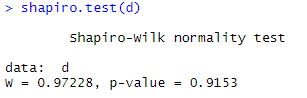 > shapiro.test(d)
Shapiro-Wilk normality test
data: d
W = 0.97228, p-value = 0.9153